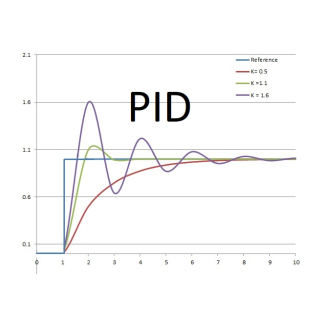 2.1
Reference
K= 0.5
K =1.1
K = 1.6
PID
1.6
1.1
0.6
0.1
0 1 2 3 4 5 6 7 8 9 10